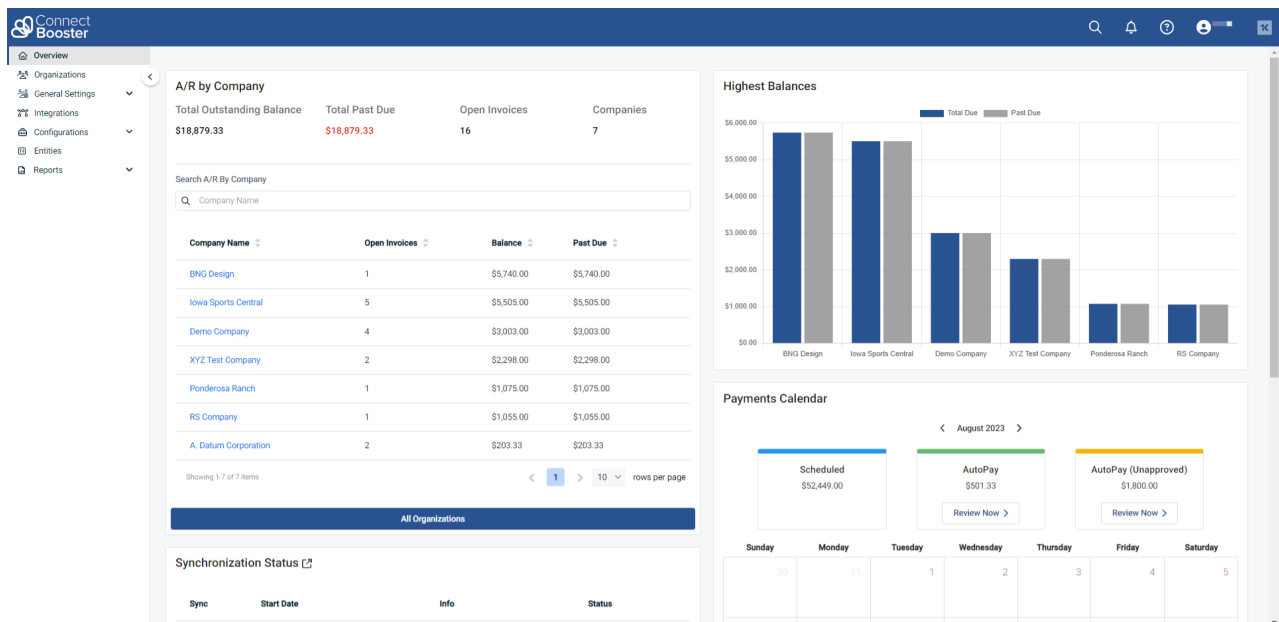 Connect
Booster
Overview
Organizations
General Settings
Integrations
Configurations
Entities
Reports
A/R by Company
Total Outstanding Balance Total Past Due Open Invoices Companies
$18,879.33 $18,879.33 16 7
Search A/R By Company
Company Name
Company Name Open Invoices Balance Past Due
BNG Design 1 $5,740.00 $5,740.00
Iowa Sports Central 5 $5,505.00 $5,505.00
Demo Company 4 $3,003.00 $3,003.00
XYZ Test Company 2 $2,298.00 $2,298.00
Ponderosa Ranch 1 $1,075.00 $1,075.00
RS Company 1 $1,055.00 $1,055.00
A. Datum Corporation 2 $203.33 $203.33
Showing 1-7 of 7 items 1 10 rows per page
All Organizations
Synchronization Status
Sync Start Date Info Status
Highest Balances
Total Due Past Due
$6,000.00
$5,000.00
$4,000.00
$3,000.00
$2,000.00
$1,000.00
$0.00
BNG Design Iowa Sports Central Demo Company XYZ Test Company Ponderosa Ranch RS Company
Payments Calendar
August 2023
Scheduled AutoPay AutoPay (Unapproved)
$52,449.00 $501.33 $1,800.00
Review Now Review Now
Sunday Monday Tuesday Wednesday Thursday Friday Saturday
30 31 1 2 3 4 5